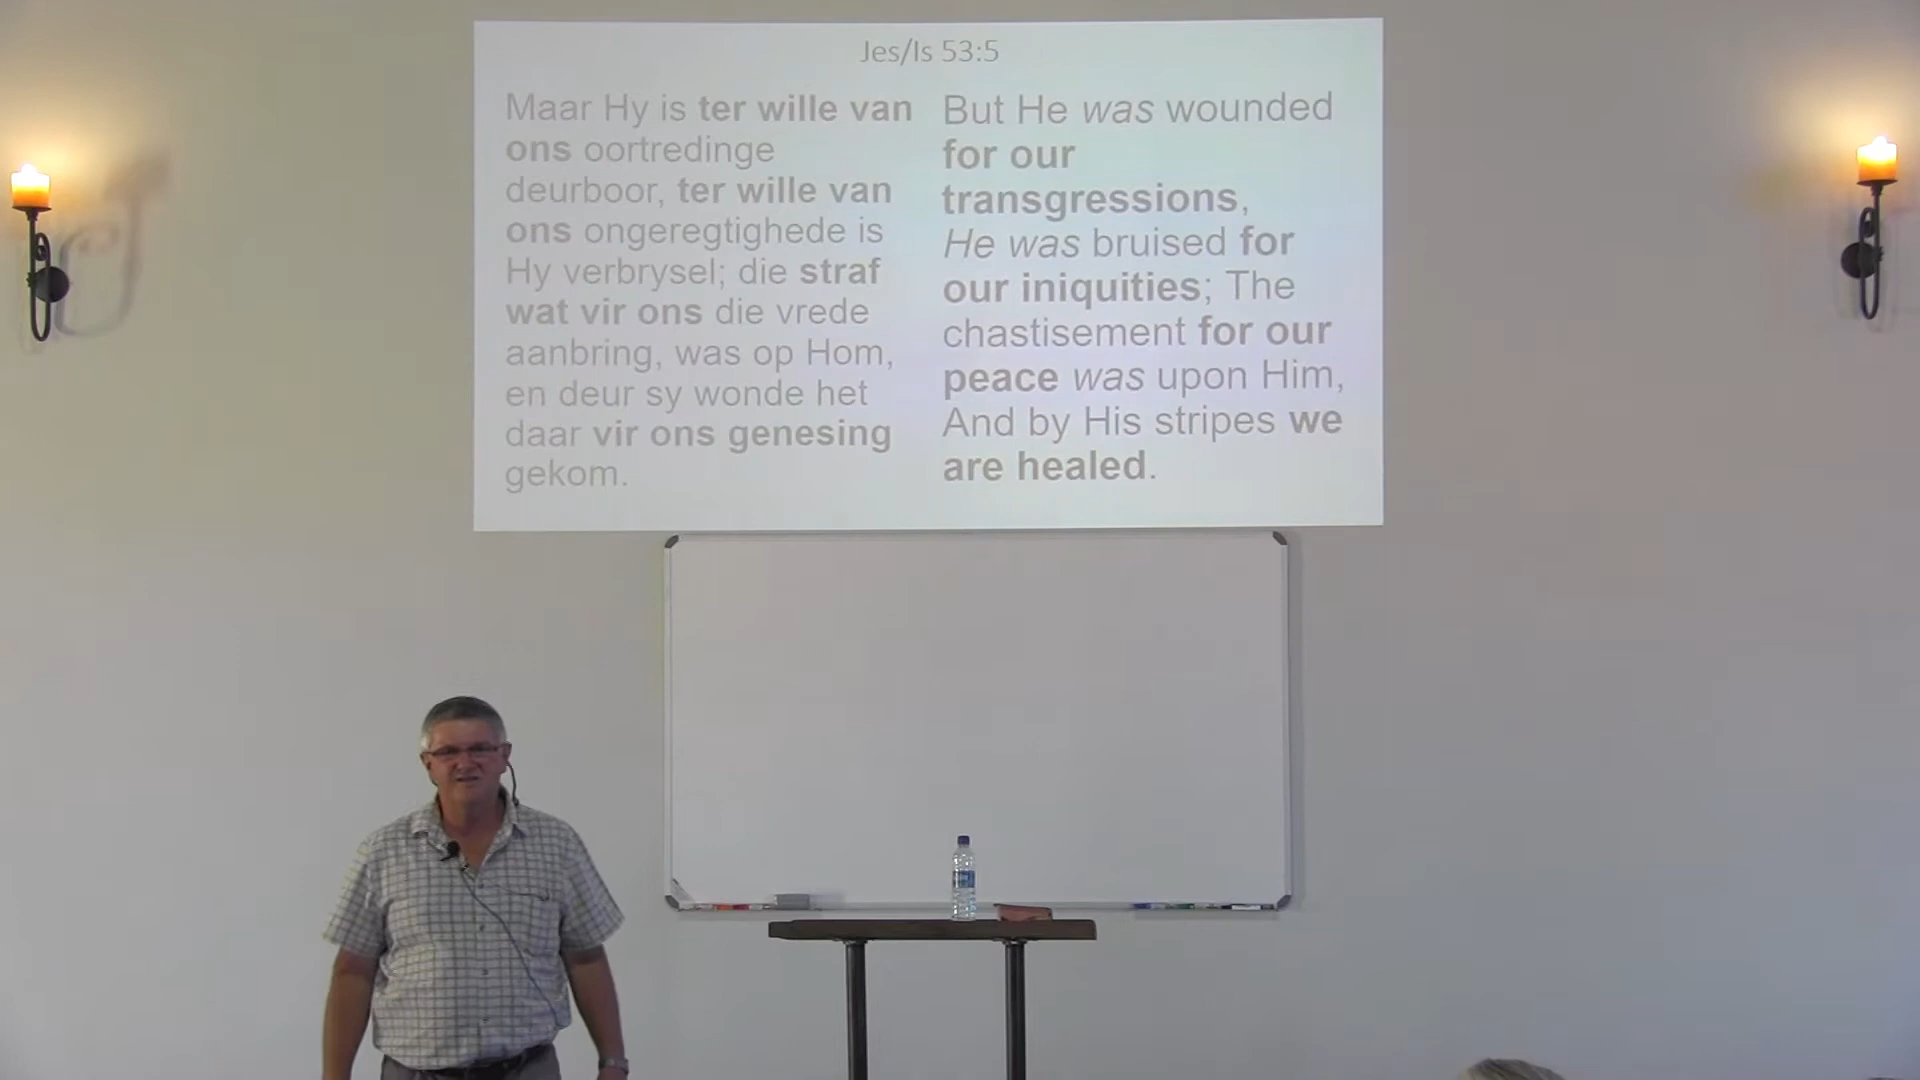 Jes/Is 53:5
Maar Hy is ter wille van
ons oortredinge
deurboor, ter wille van
ons ongeregtighede is
Hy verbrysel; die straf
wat vir ons die vrede
aanbring, was op Hom,
en deur sy wonde het
daar vir ons genesing
gekom.
But He was wounded
for our
transgressions,
He was bruised for
our iniquities; The
chastisement for our
peace was upon Him,
And by His stripes we
are healed.